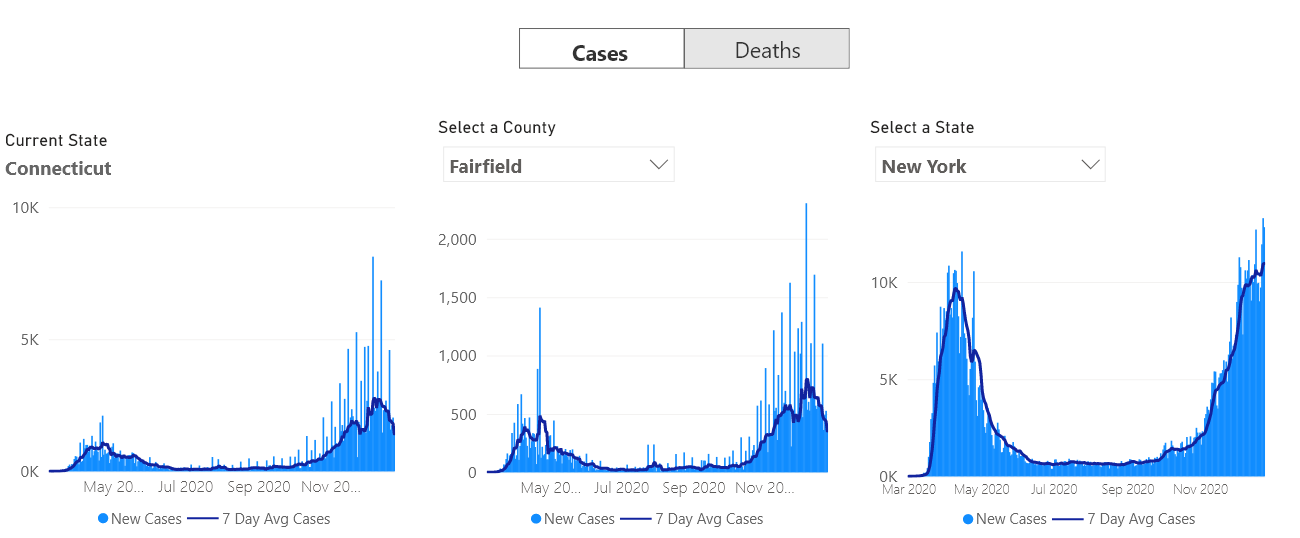 Cases
Deaths
Current State
Connecticut
10K
5K
0K
May 20...
Jul 2020
Sep 2020
Nov 20...
New Cases
7 Day Avg Cases
Select a County
Fairfield
2,000
1,500
1,000
500
0
May 20...
Jul 2020
Sep 2020
Nov 20...
New Cases
7 Day Avg Cases
Select a State
New York
10K
5K
0K
Mar 2020
May 2020
Jul 2020
Sep 2020
Nov 2020
New Cases
7 Day Avg Cases